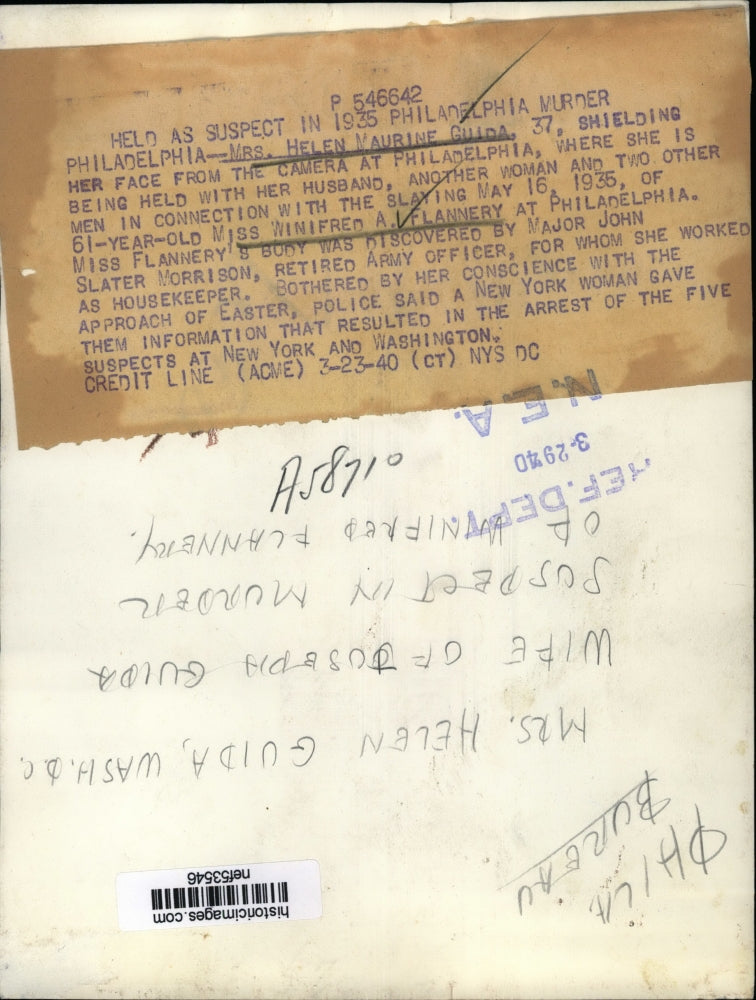 P 546642
HELD AS SUSPECT IN 1935 PHILADELPHIA MURDER
PHILADELPHIA--MRS. HELEN MAURINE GUIDA, 37, SHIELDING
HER FACE FROM THE CAMERA AT PHILADELPHIA, WHERE SHE IS
BEING HELD WITH HER HUSBAND, ANOTHER WOMAN AND TWO OTHER
MEN IN CONNECTION WITH THE SLAYING MAY 16, 1935, OF
61-YEAR-OLD MISS WINIFRED A. FLANNERY AT PHILADELPHIA.
MISS FLANNERY'S BODY WAS DISCOVERED BY MAJOR JOHN
SLATER MORRISON, RETIRED ARMY OFFICER, FOR WHOM SHE WORKED
AS HOUSEKEEPER. BOTHERED BY HER CONSCIENCE WITH THE
APPROACH OF EASTER, POLICE SAID A NEW YORK WOMAN GAVE
THEM INFORMATION THAT RESULTED IN THE ARREST OF THE FIVE
SUSPECTS AT NEW YORK AND WASHINGTON.
CREDIT LINE (ACME) 3-23-40 (CT) NYS DC
A58710
PHILA.
BUREAU
MRS. HELEN GUIDA, WASH. D.C.
WIFE OF JOSEPH GUIDA
SUSPECT IN MURDER
OF WINIFRED FLANNERY.
REF. DEPT.
3-29-40
N.E.A.
historicimages.com
nef53546